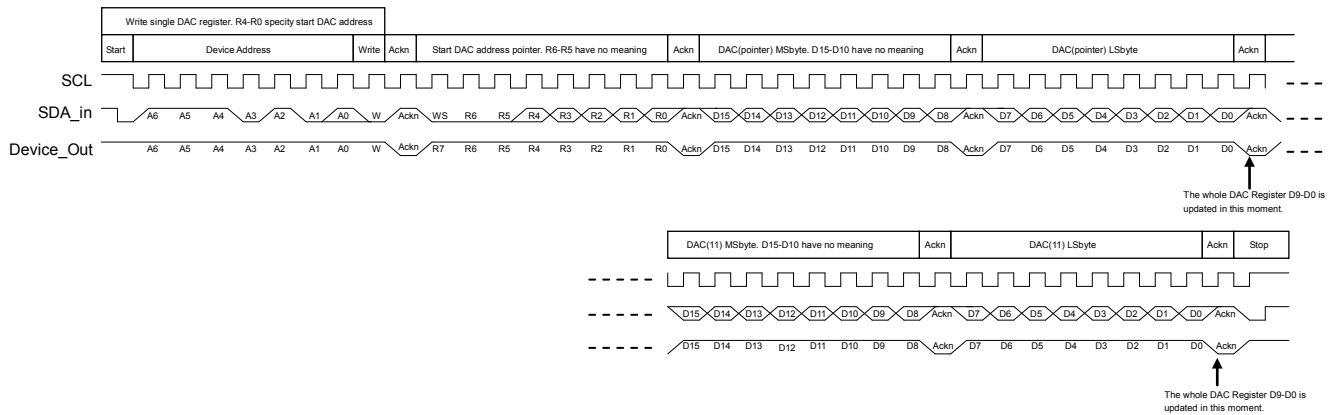 Write single DAC register. R4-R0 specity start DAC address
Start Device Address Write Ackn Start DAC address pointer. R6-R5 have no meaning Ackn DAC(pointer) MSbyte. D15-D10 have no meaning Ackn DAC(pointer) LSbyte Ackn
SCL
SDA_in A6 A5 A4 A3 A2 A1 A0 W Ackn WS R6 R5 R4 R3 R2 R1 R0 Ackn D15 D14 D13 D12 D11 D10 D9 D8 Ackn D7 D6 D5 D4 D3 D2 D1 D0 Ackn
Device_Out A6 A5 A4 A3 A2 A1 A0 W Ackn R7 R6 R5 R4 R3 R2 R1 R0 Ackn D15 D14 D13 D12 D11 D10 D9 D8 Ackn D7 D6 D5 D4 D3 D2 D1 D0 Ackn
The whole DAC Register D9-D0 is
updated in this moment.
DAC(11) MSbyte. D15-D10 have no meaning Ackn DAC(11) LSbyte Ackn Stop
D15 D14 D13 D12 D11 D10 D9 D8 Ackn D7 D6 D5 D4 D3 D2 D1 D0 Ackn
D15 D14 D13 D12 D11 D10 D9 D8 Ackn D7 D6 D5 D4 D3 D2 D1 D0 Ackn
The whole DAC Register D9-D0 is
updated in this moment.